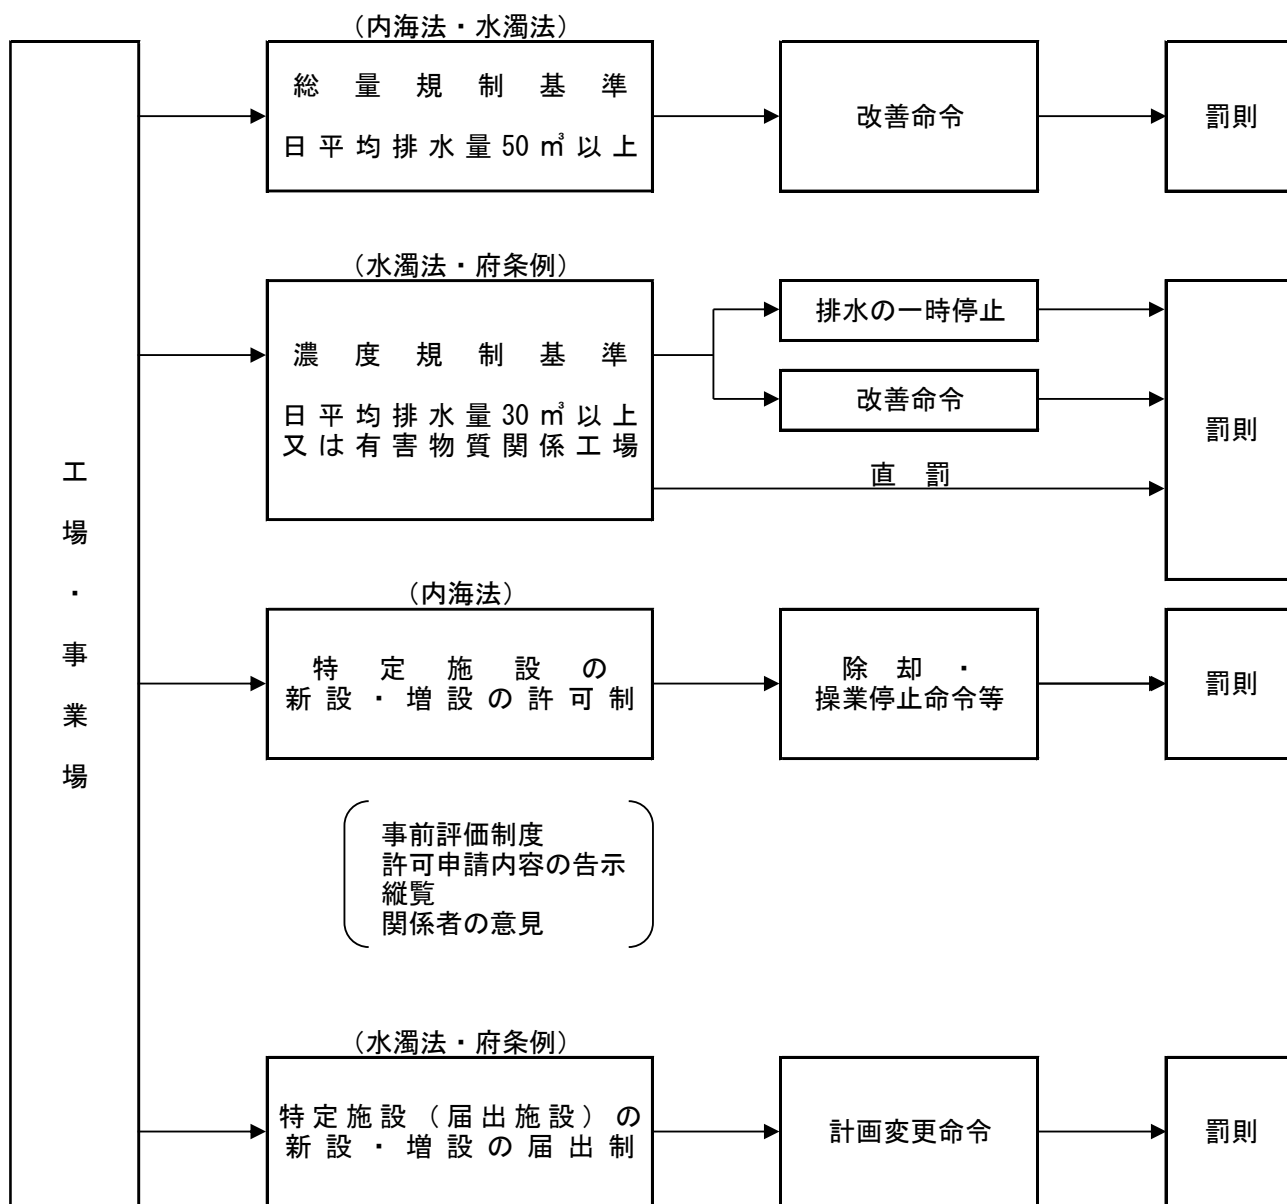 工場・事業場
(内海法・水濁法)
総量規制基準
日平均排水量50㎥以上
改善命令
罰則
(水濁法・府条例)
濃度規制基準
日平均排水量30㎥以上
又は有害物質関係工場
排水の一時停止
改善命令
直罰
罰則
(内海法)
特定施設の
新設・増設の許可制
除却・
操業停止命令等
罰則
事前評価制度
許可申請内容の告示
縦覧
関係者の意見
(水濁法・府条例)
特定施設(届出施設)の
新設・増設の届出制
計画変更命令
罰則